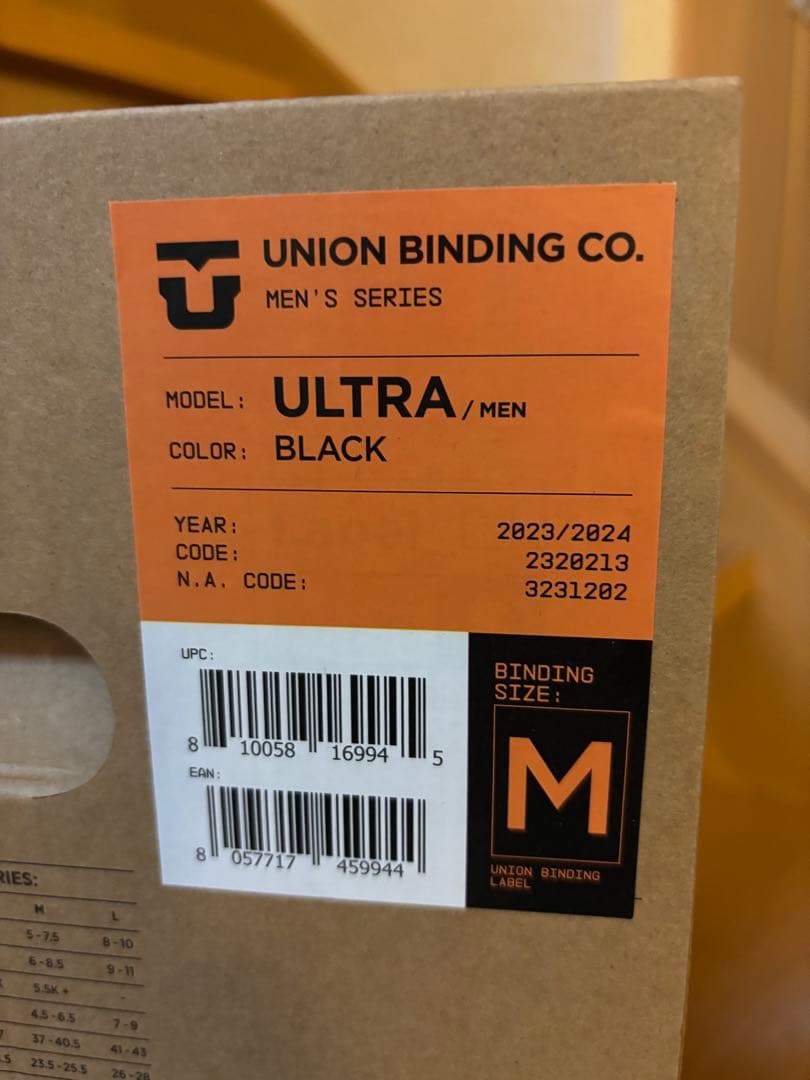 UNION BINDING CO.
MEN'S SERIES
MODEL: ULTRA / MEN
COLOR: BLACK
YEAR: 2023/2024
CODE: 2320213
N.A. CODE: 3231202
UPC:
8 10058 16994 5
EAN:
8 057717 459944
BINDING
SIZE:
M
UNION BINDING
LABEL
M L
5-7.5 8-10
6-8.5 9-11
5.5K + -
4.5-6.5 7-9
37-40.5 41-43
23.5-25.5 26-28